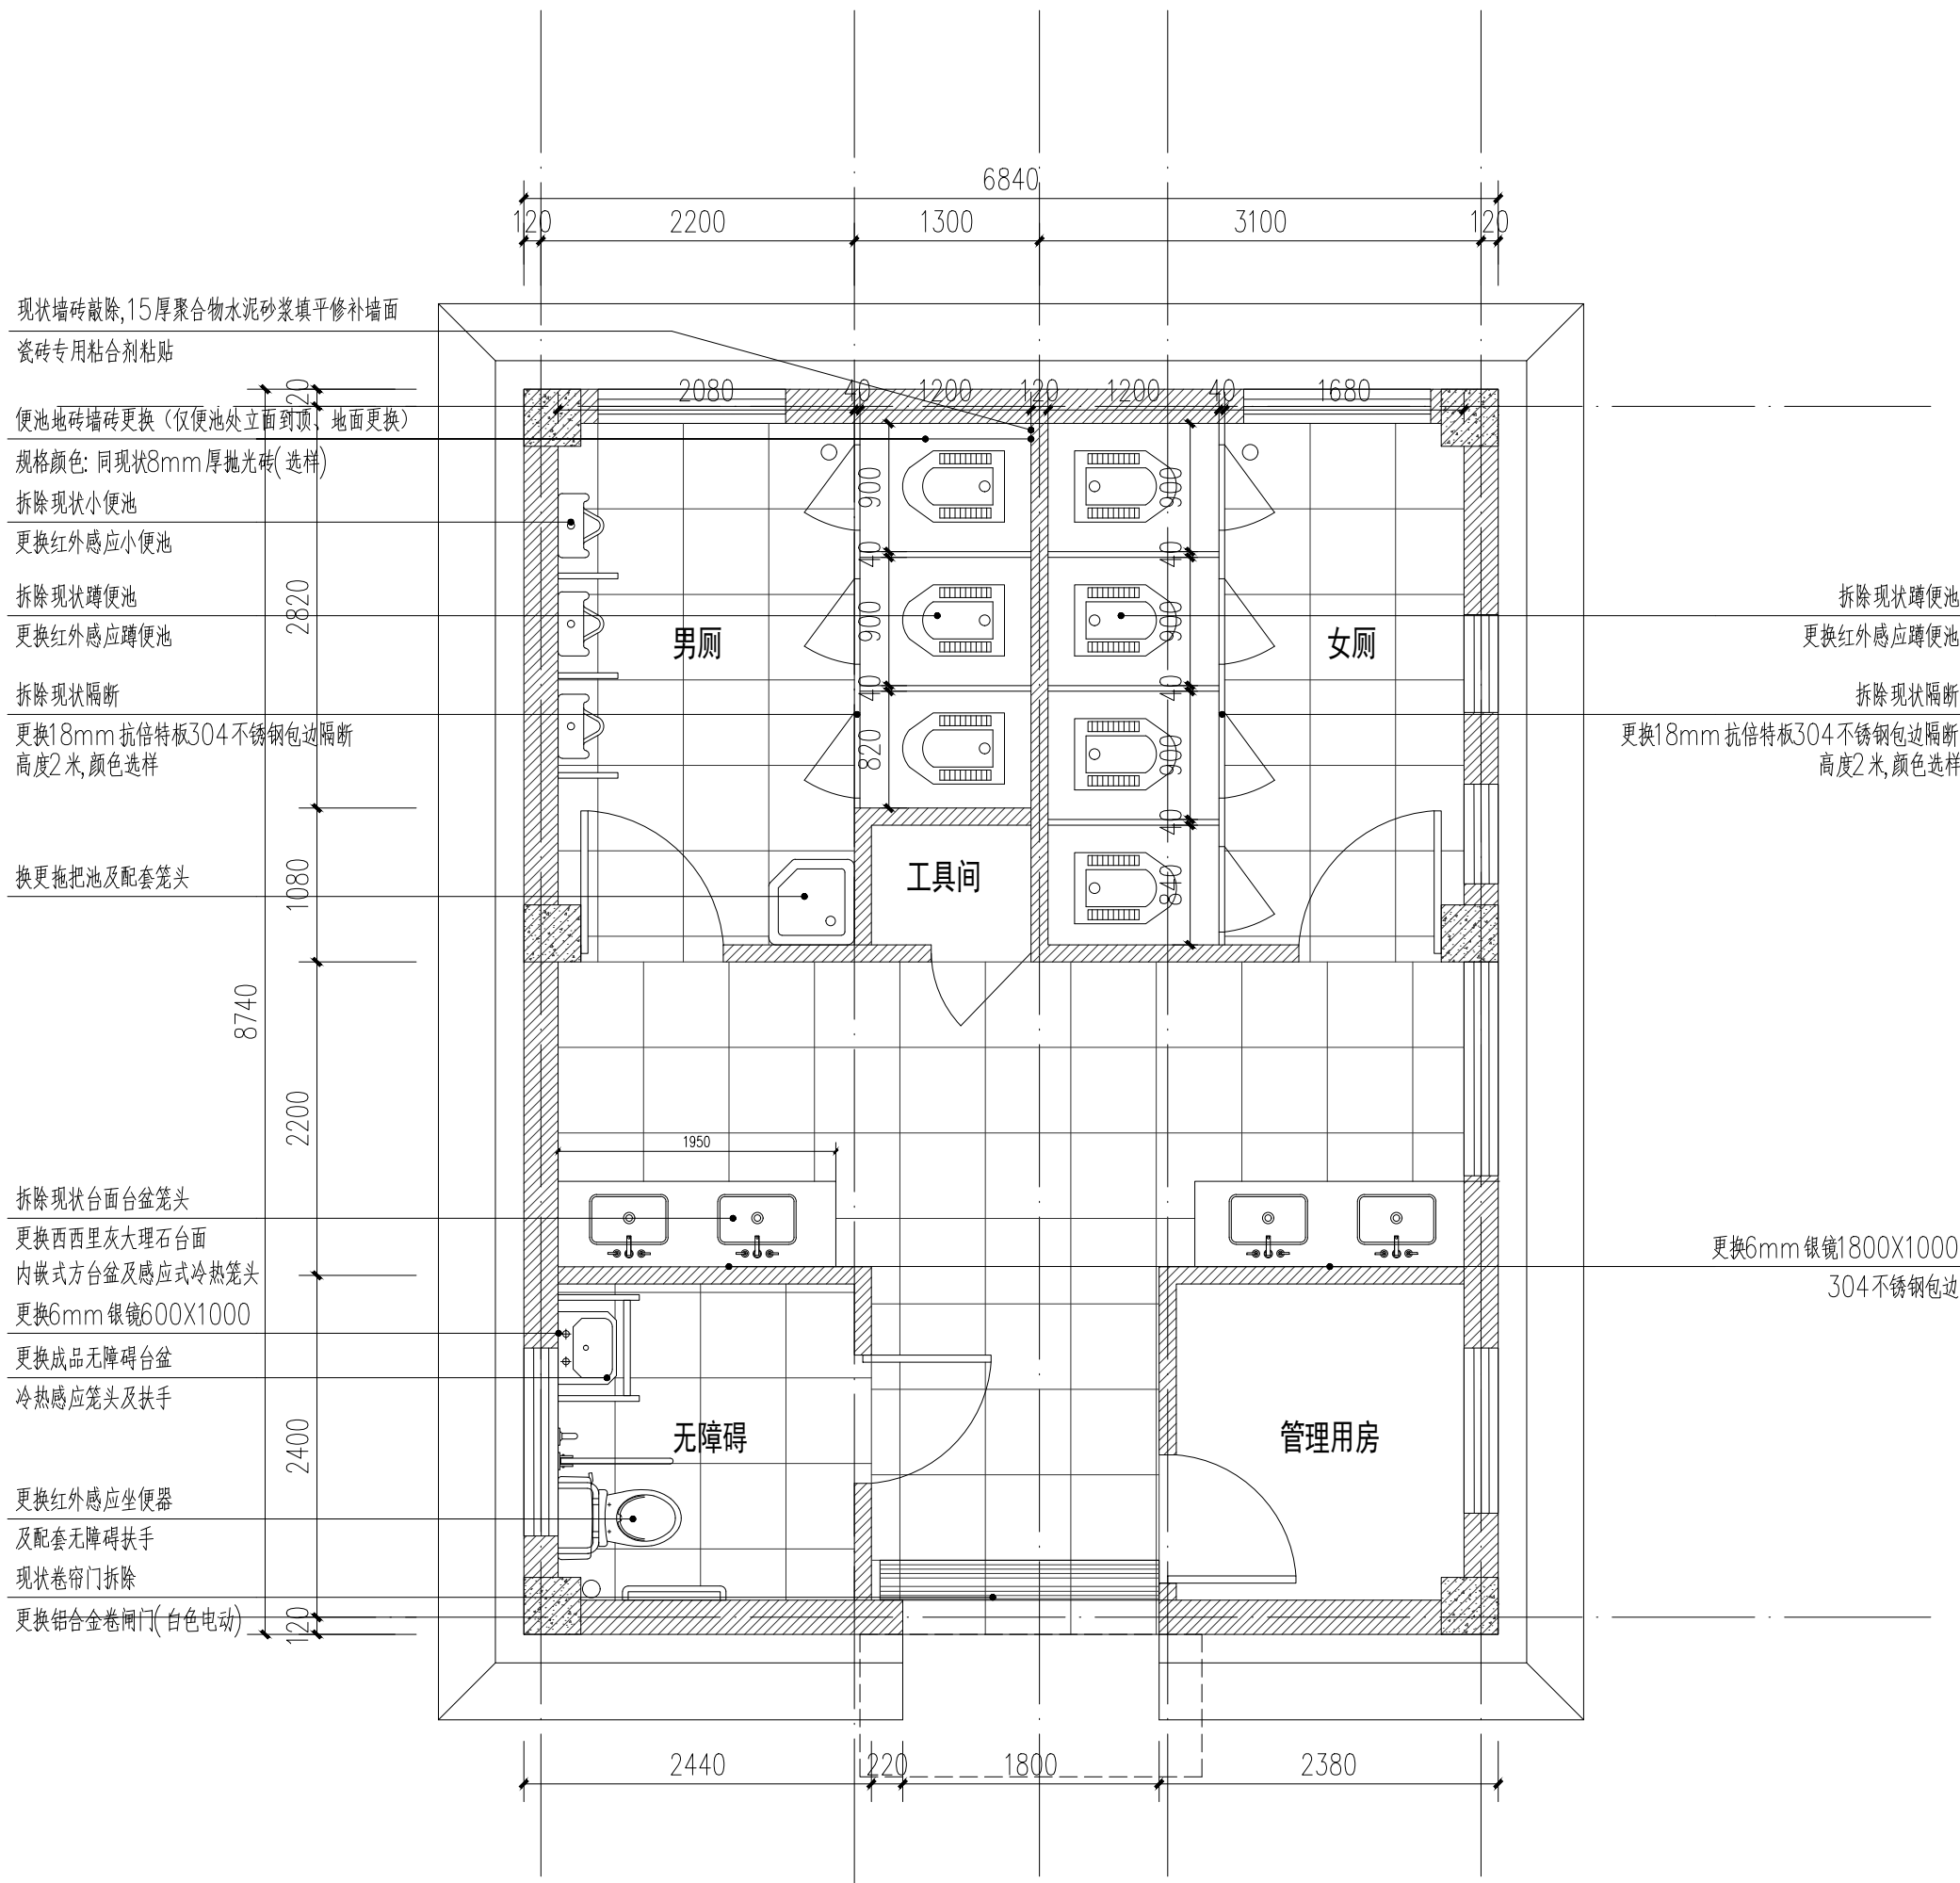 6840
120
2200
1300
3100
120
现状墙砖敲除,15厚聚合物水泥砂浆填平修补墙面
瓷砖专用粘合剂粘贴
120
2080
40
1200
120
1200
40
1680
便池地砖墙砖更换（仅便池处立面到顶、地面更换）
规格颜色:同现状8mm厚抛光砖(选样)
拆除现状小便池
更换红外感应小便池
900
900
40
40
拆除现状蹲便池
更换红外感应蹲便池
2820
男厕
900
900
女厕
拆除现状蹲便池
更换红外感应蹲便池
拆除现状隔断
更换18mm抗倍特板304不锈钢包边隔断
高度2米,颜色选样
40
40
820
900
拆除现状隔断
更换18mm抗倍特板304不锈钢包边隔断
高度2米,颜色选样
40
换更拖把池及配套笼头
1080
工具间
840
8740
2200
1950
拆除现状台面台盆笼头
更换西西里灰大理石台面
内嵌式方台盆及感应式冷热笼头
更换6mm银镜1800X1000
304不锈钢包边
更换6mm银镜600X1000
更换成品无障碍台盆
冷热感应笼头及扶手
2400
无障碍
管理用房
更换红外感应坐便器
及配套无障碍扶手
现状卷帘门拆除
更换铝合金卷闸门(白色电动)
120
2440
220
1800
2380